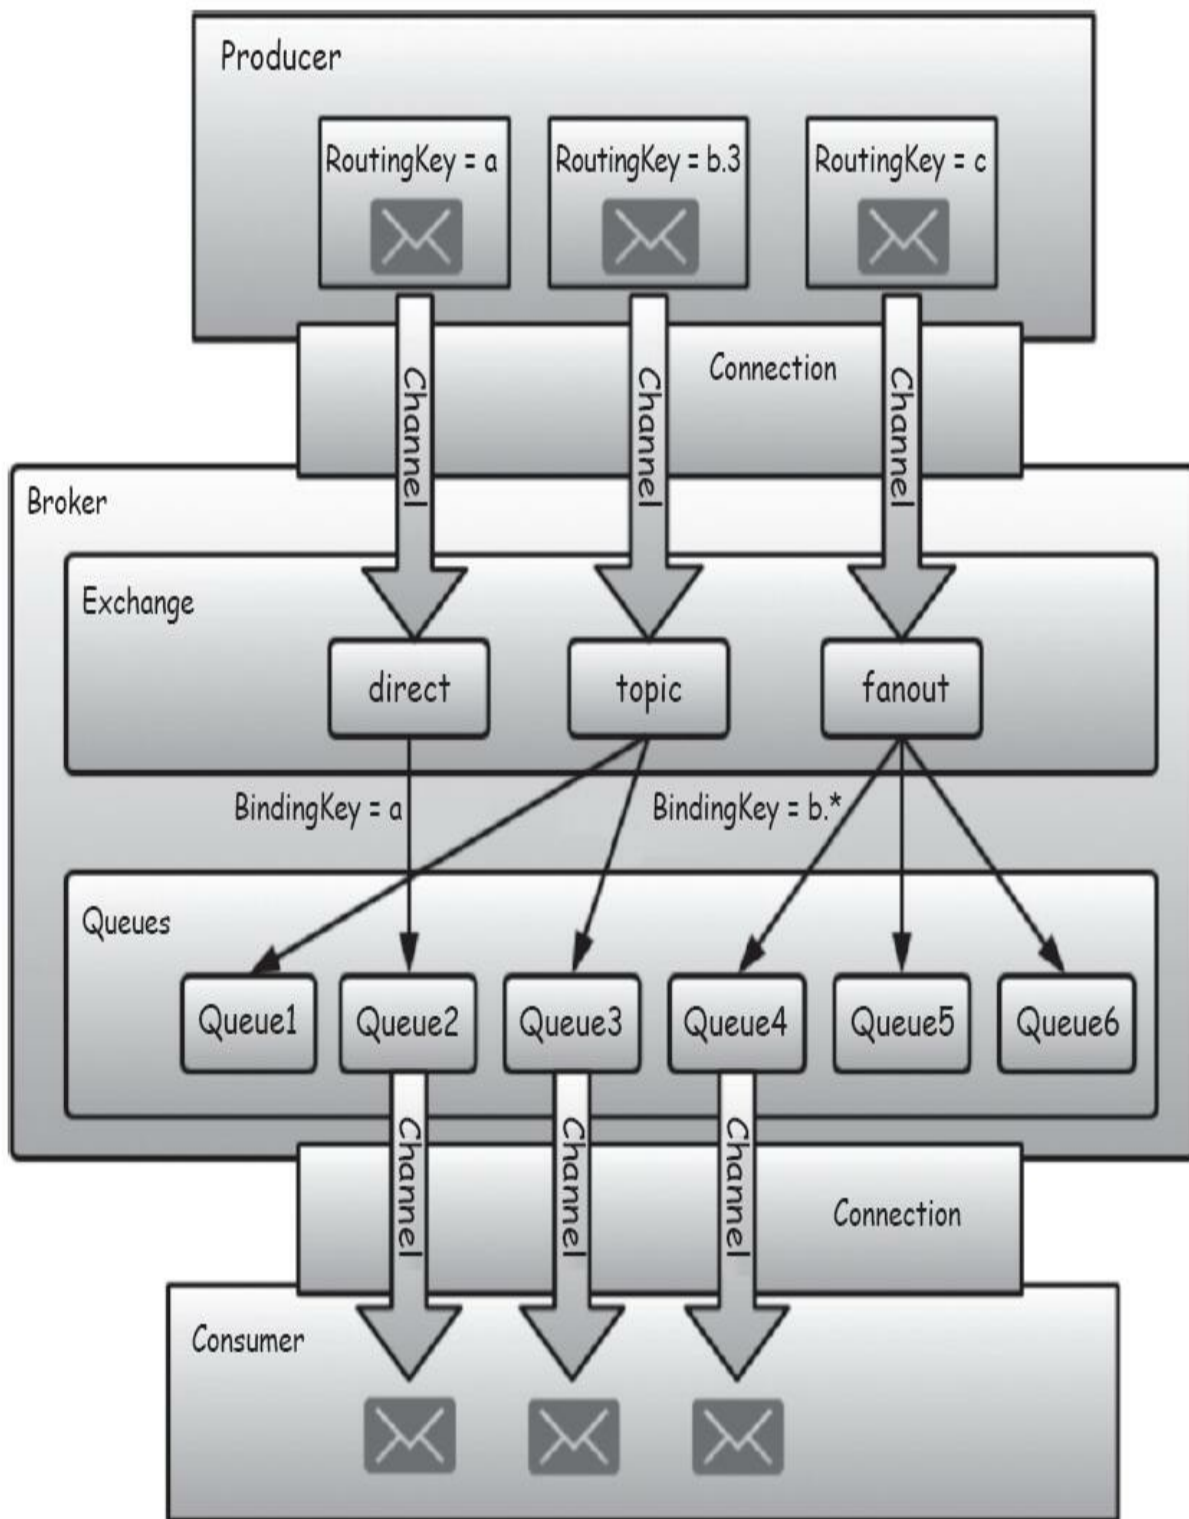 Producer
RoutingKey = a
RoutingKey = b.3
RoutingKey = c
Connection
Channel
Channel
Channel
Broker
Exchange
direct
topic
fanout
BindingKey = a
BindingKey = b.*
Queues
Queue1
Queue2
Queue3
Queue4
Queue5
Queue6
Channel
Channel
Channel
Connection
Consumer